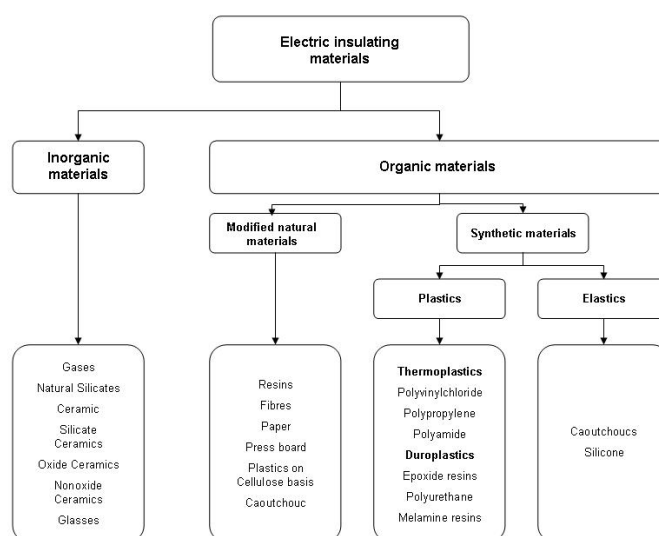 Electric insulating
materials
Inorganic
materials
Organic materials
Modified natural
materials
Synthetic materials
Plastics
Elastics
Gases
Natural Silicates
Ceramic
Silicate
Ceramics
Oxide Ceramics
Nonoxide
Ceramics
Glasses
Resins
Fibres
Paper
Press board
Plastics on
Cellulose basis
Caoutchouc
Thermoplastics
Polyvinylchloride
Polypropylene
Polyamide
Duroplastics
Epoxide resins
Polyurethane
Melamine resins
Caoutchoucs
Silicone